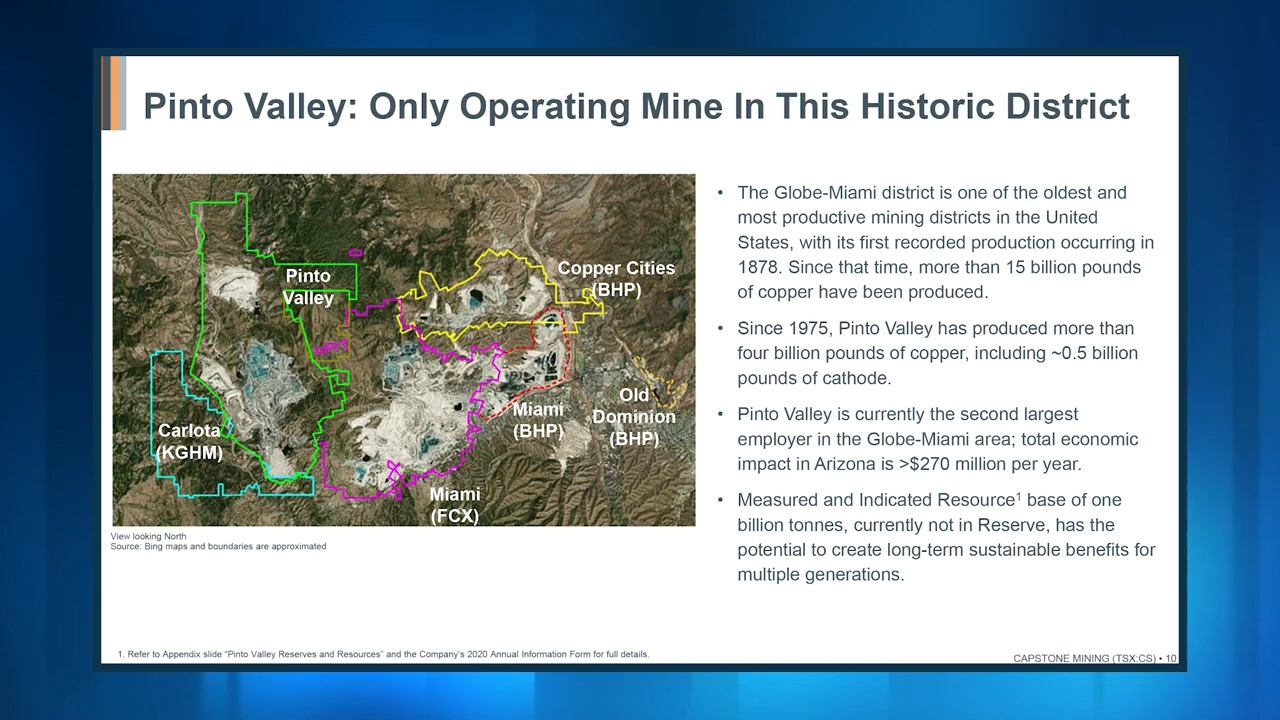 Pinto Valley: Only Operating Mine In This Historic District
Pinto
Valley
Copper Cities
(BHP)
Carlota
(KGHM)
Miami
(BHP)
Old
Dominion
(BHP)
Miami
(FCX)
View looking North
Source: Bing maps and boundaries are approximated
• The Globe-Miami district is one of the oldest and
most productive mining districts in the United
States, with its first recorded production occurring in
1878. Since that time, more than 15 billion pounds
of copper have been produced.
• Since 1975, Pinto Valley has produced more than
four billion pounds of copper, including ~0.5 billion
pounds of cathode.
• Pinto Valley is currently the second largest
employer in the Globe-Miami area; total economic
impact in Arizona is >$270 million per year.
• Measured and Indicated Resource¹ base of one
billion tonnes, currently not in Reserve, has the
potential to create long-term sustainable benefits for
multiple generations.
1. Refer to Appendix slide “Pinto Valley Reserves and Resources” and the Company’s 2020 Annual Information Form for full details.
CAPSTONE MINING (TSX:CS) • 10